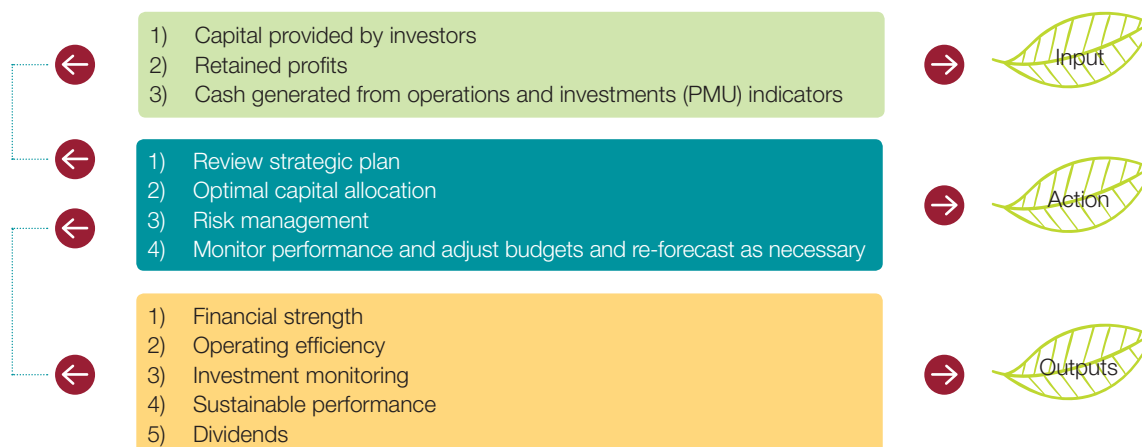 1) Capital provided by investors
2) Retained profits
3) Cash generated from operations and investments (PMU) indicators
Input
1) Review strategic plan
2) Optimal capital allocation
3) Risk management
4) Monitor performance and adjust budgets and re-forecast as necessary
Action
1) Financial strength
2) Operating efficiency
3) Investment monitoring
4) Sustainable performance
5) Dividends
Outputs